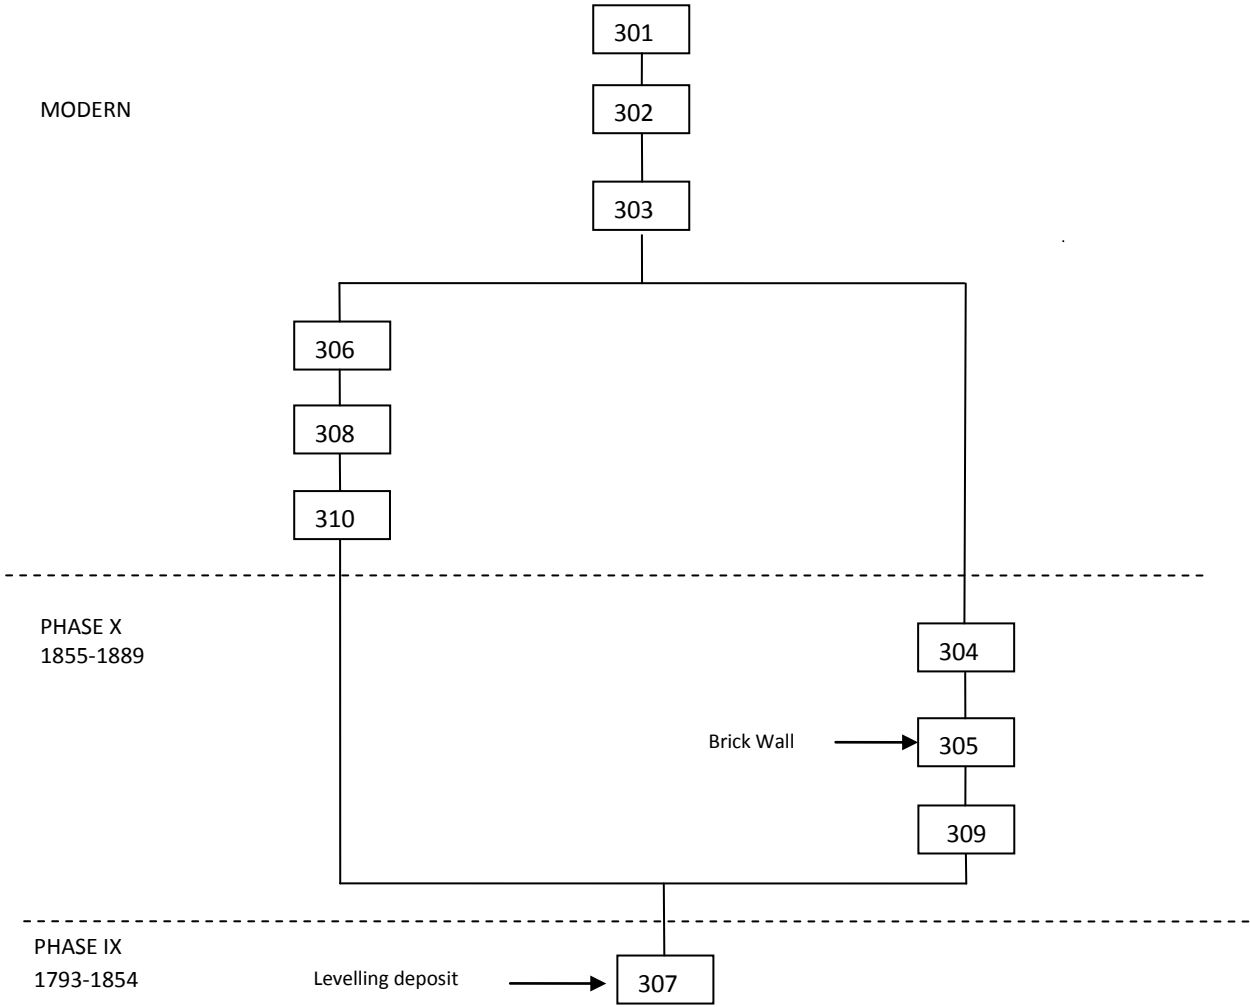 301
MODERN
302
303
306
308
310
PHASE X
1855-1889
304
Brick Wall
305
309
PHASE IX
1793-1854
Levelling deposit
307